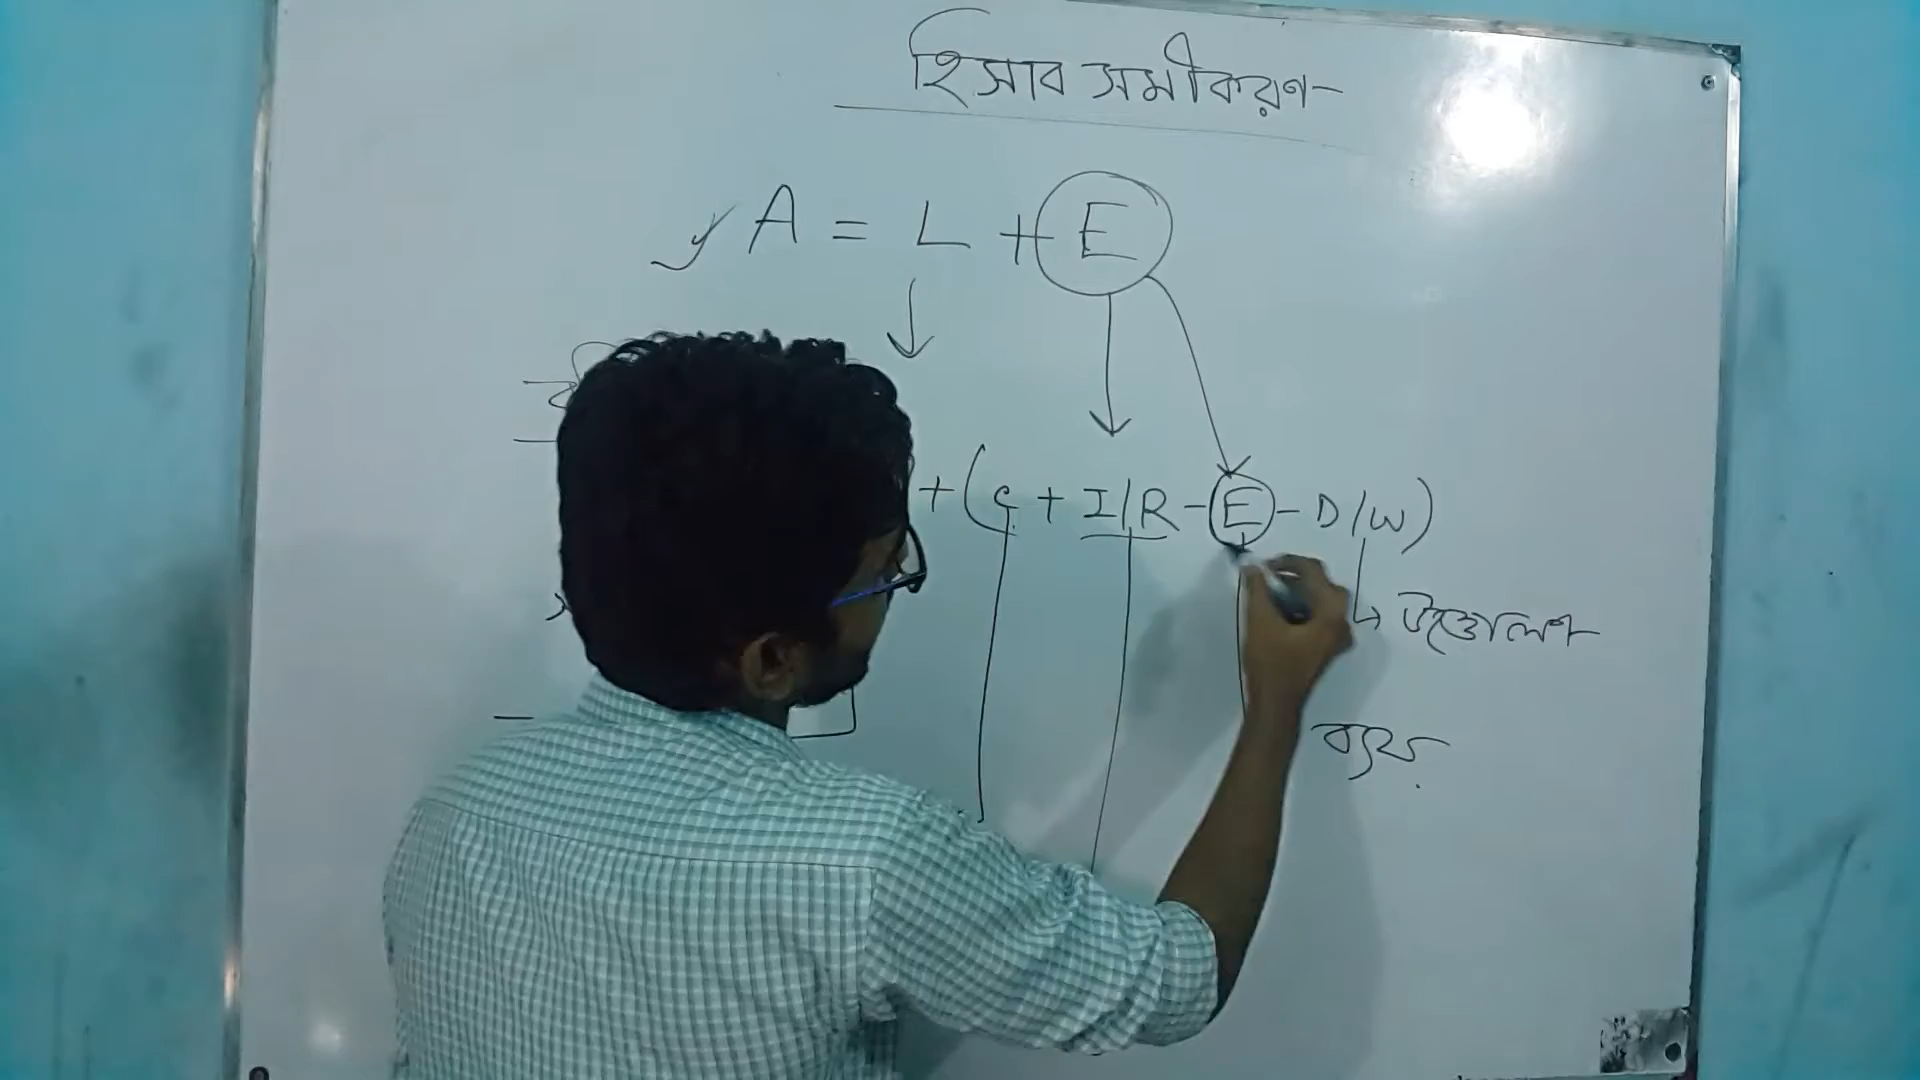 হিসাব সমীকরণ
A = L + E
+ (C + I/R - E - D/W)
উত্তোলন
ব্যয়